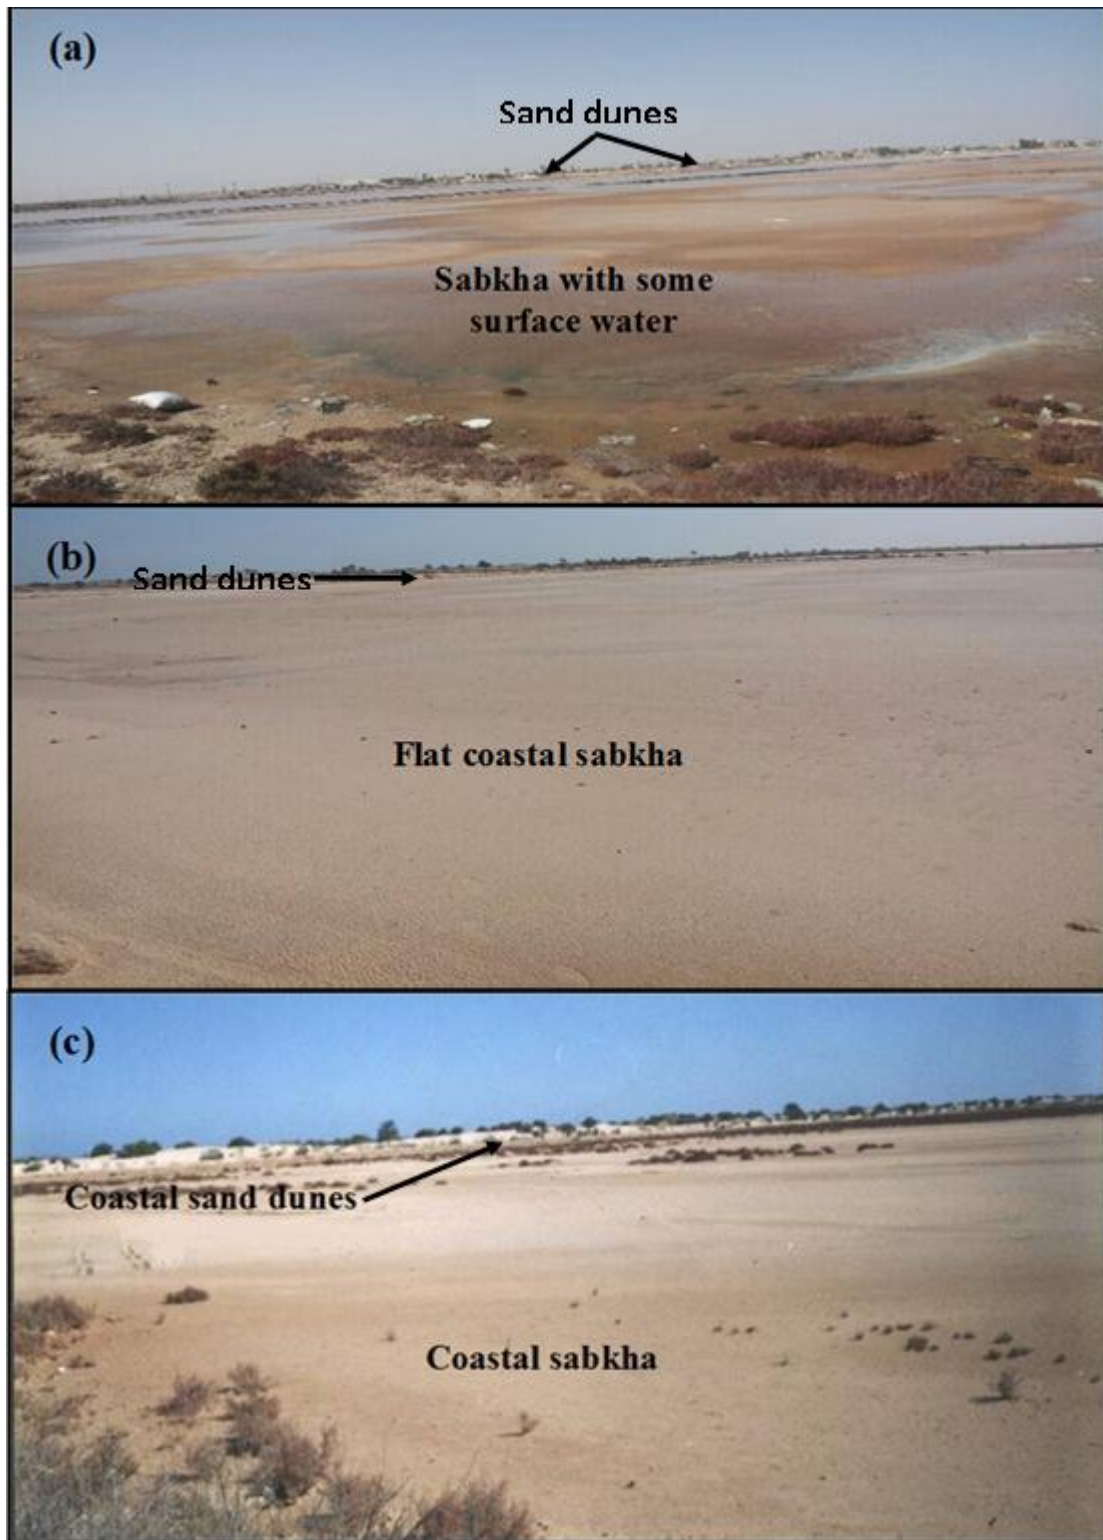 (a)
Sand dunes
Sabkha with some
surface water
(b)
Sand dunes
Flat coastal sabkha
(c)
Coastal sand dunes
Coastal sabkha